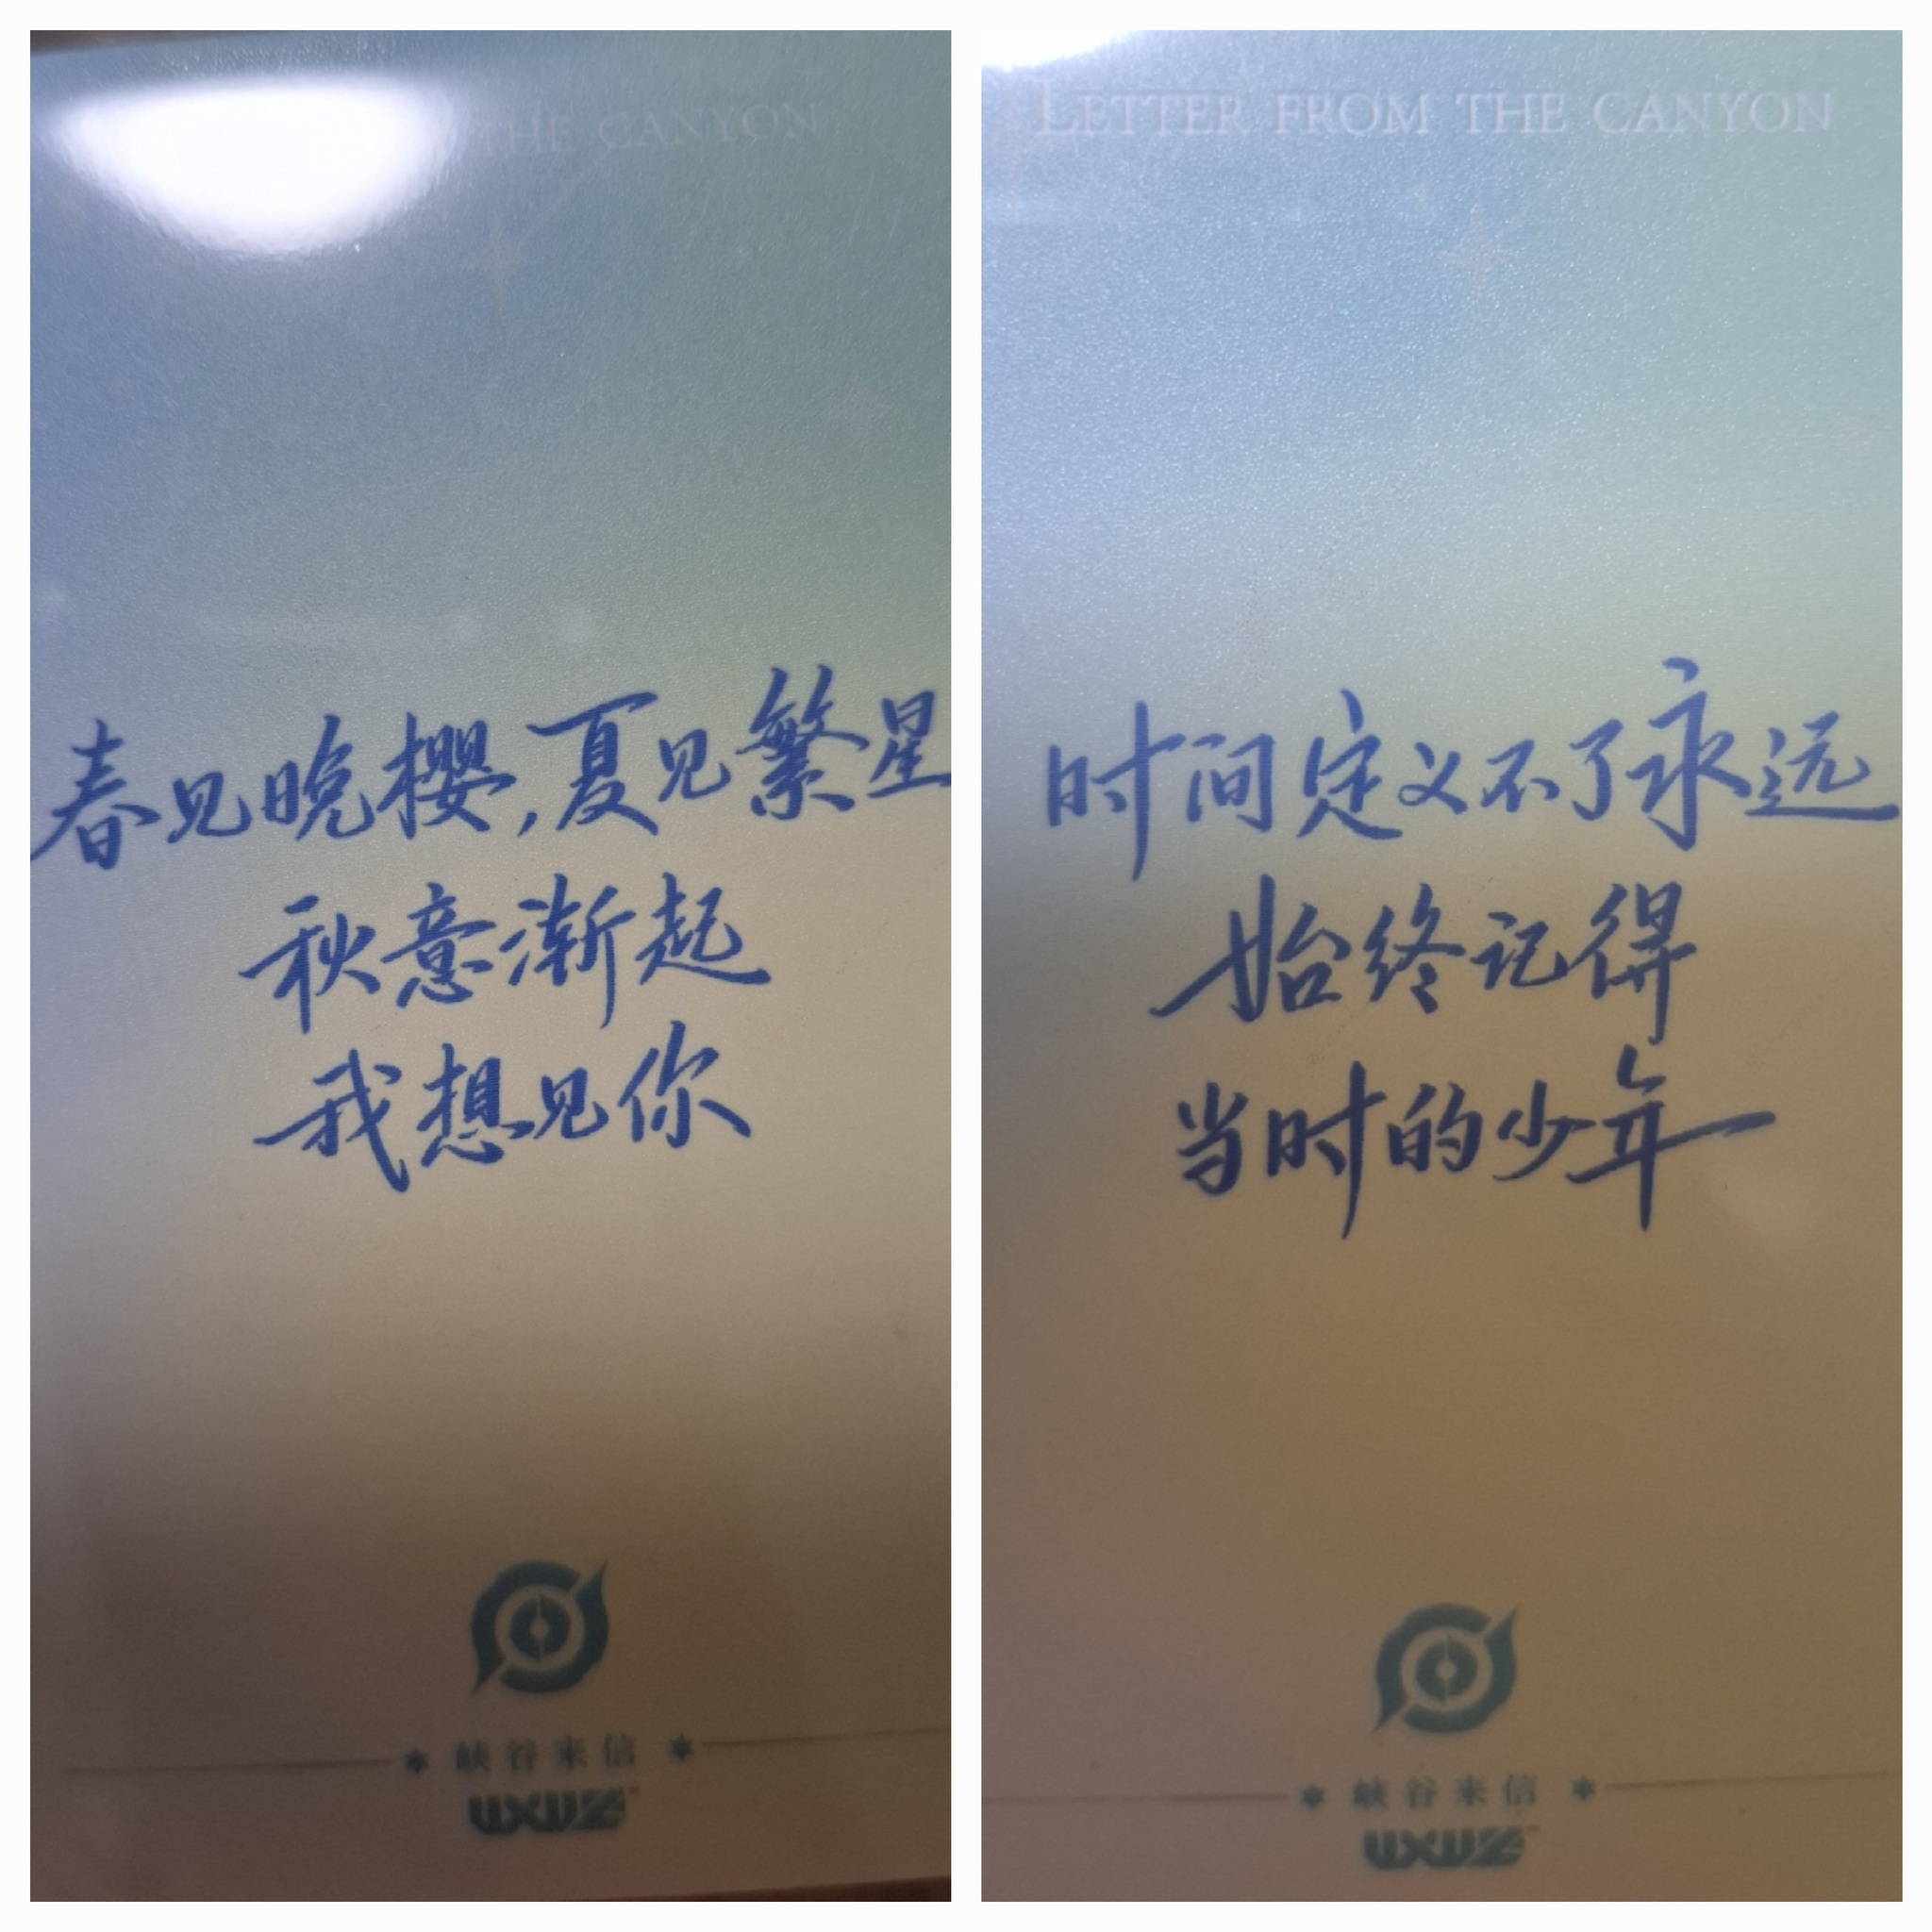 THE CANYON
春见晚樱,夏见繁星
秋意渐起
我想见你
峡谷来信
LETTER FROM THE CANYON
时间定义不了永远
始终记得
当时的少年
峡谷来信